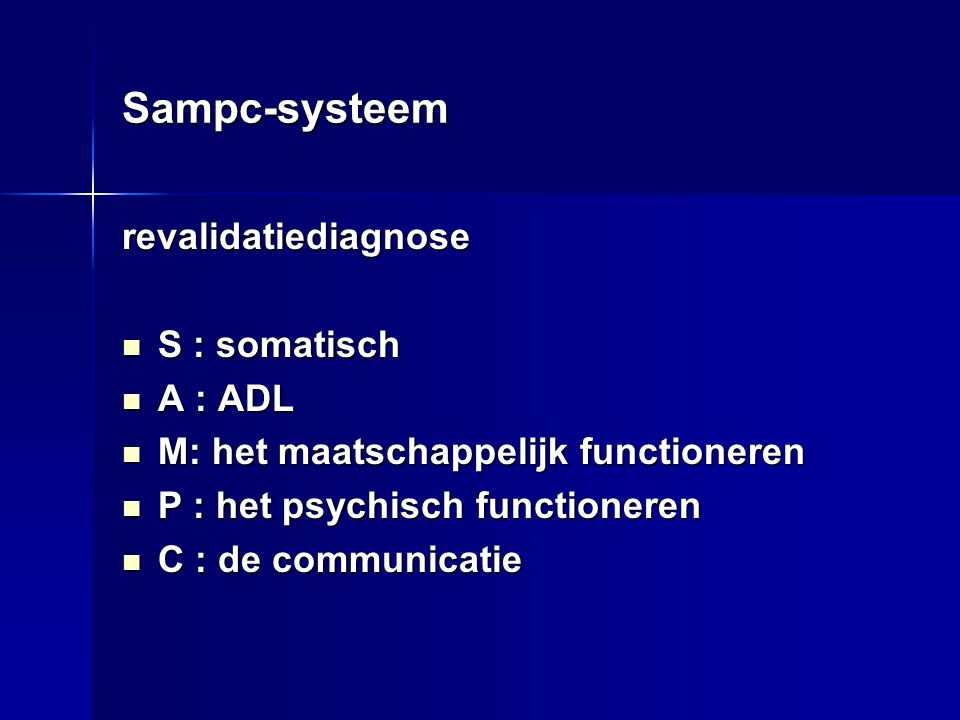 Sampc-systeem
revalidatiediagnose
S : somatisch
A : ADL
M: het maatschappelijk functioneren
P : het psychisch functioneren
C : de communicatie